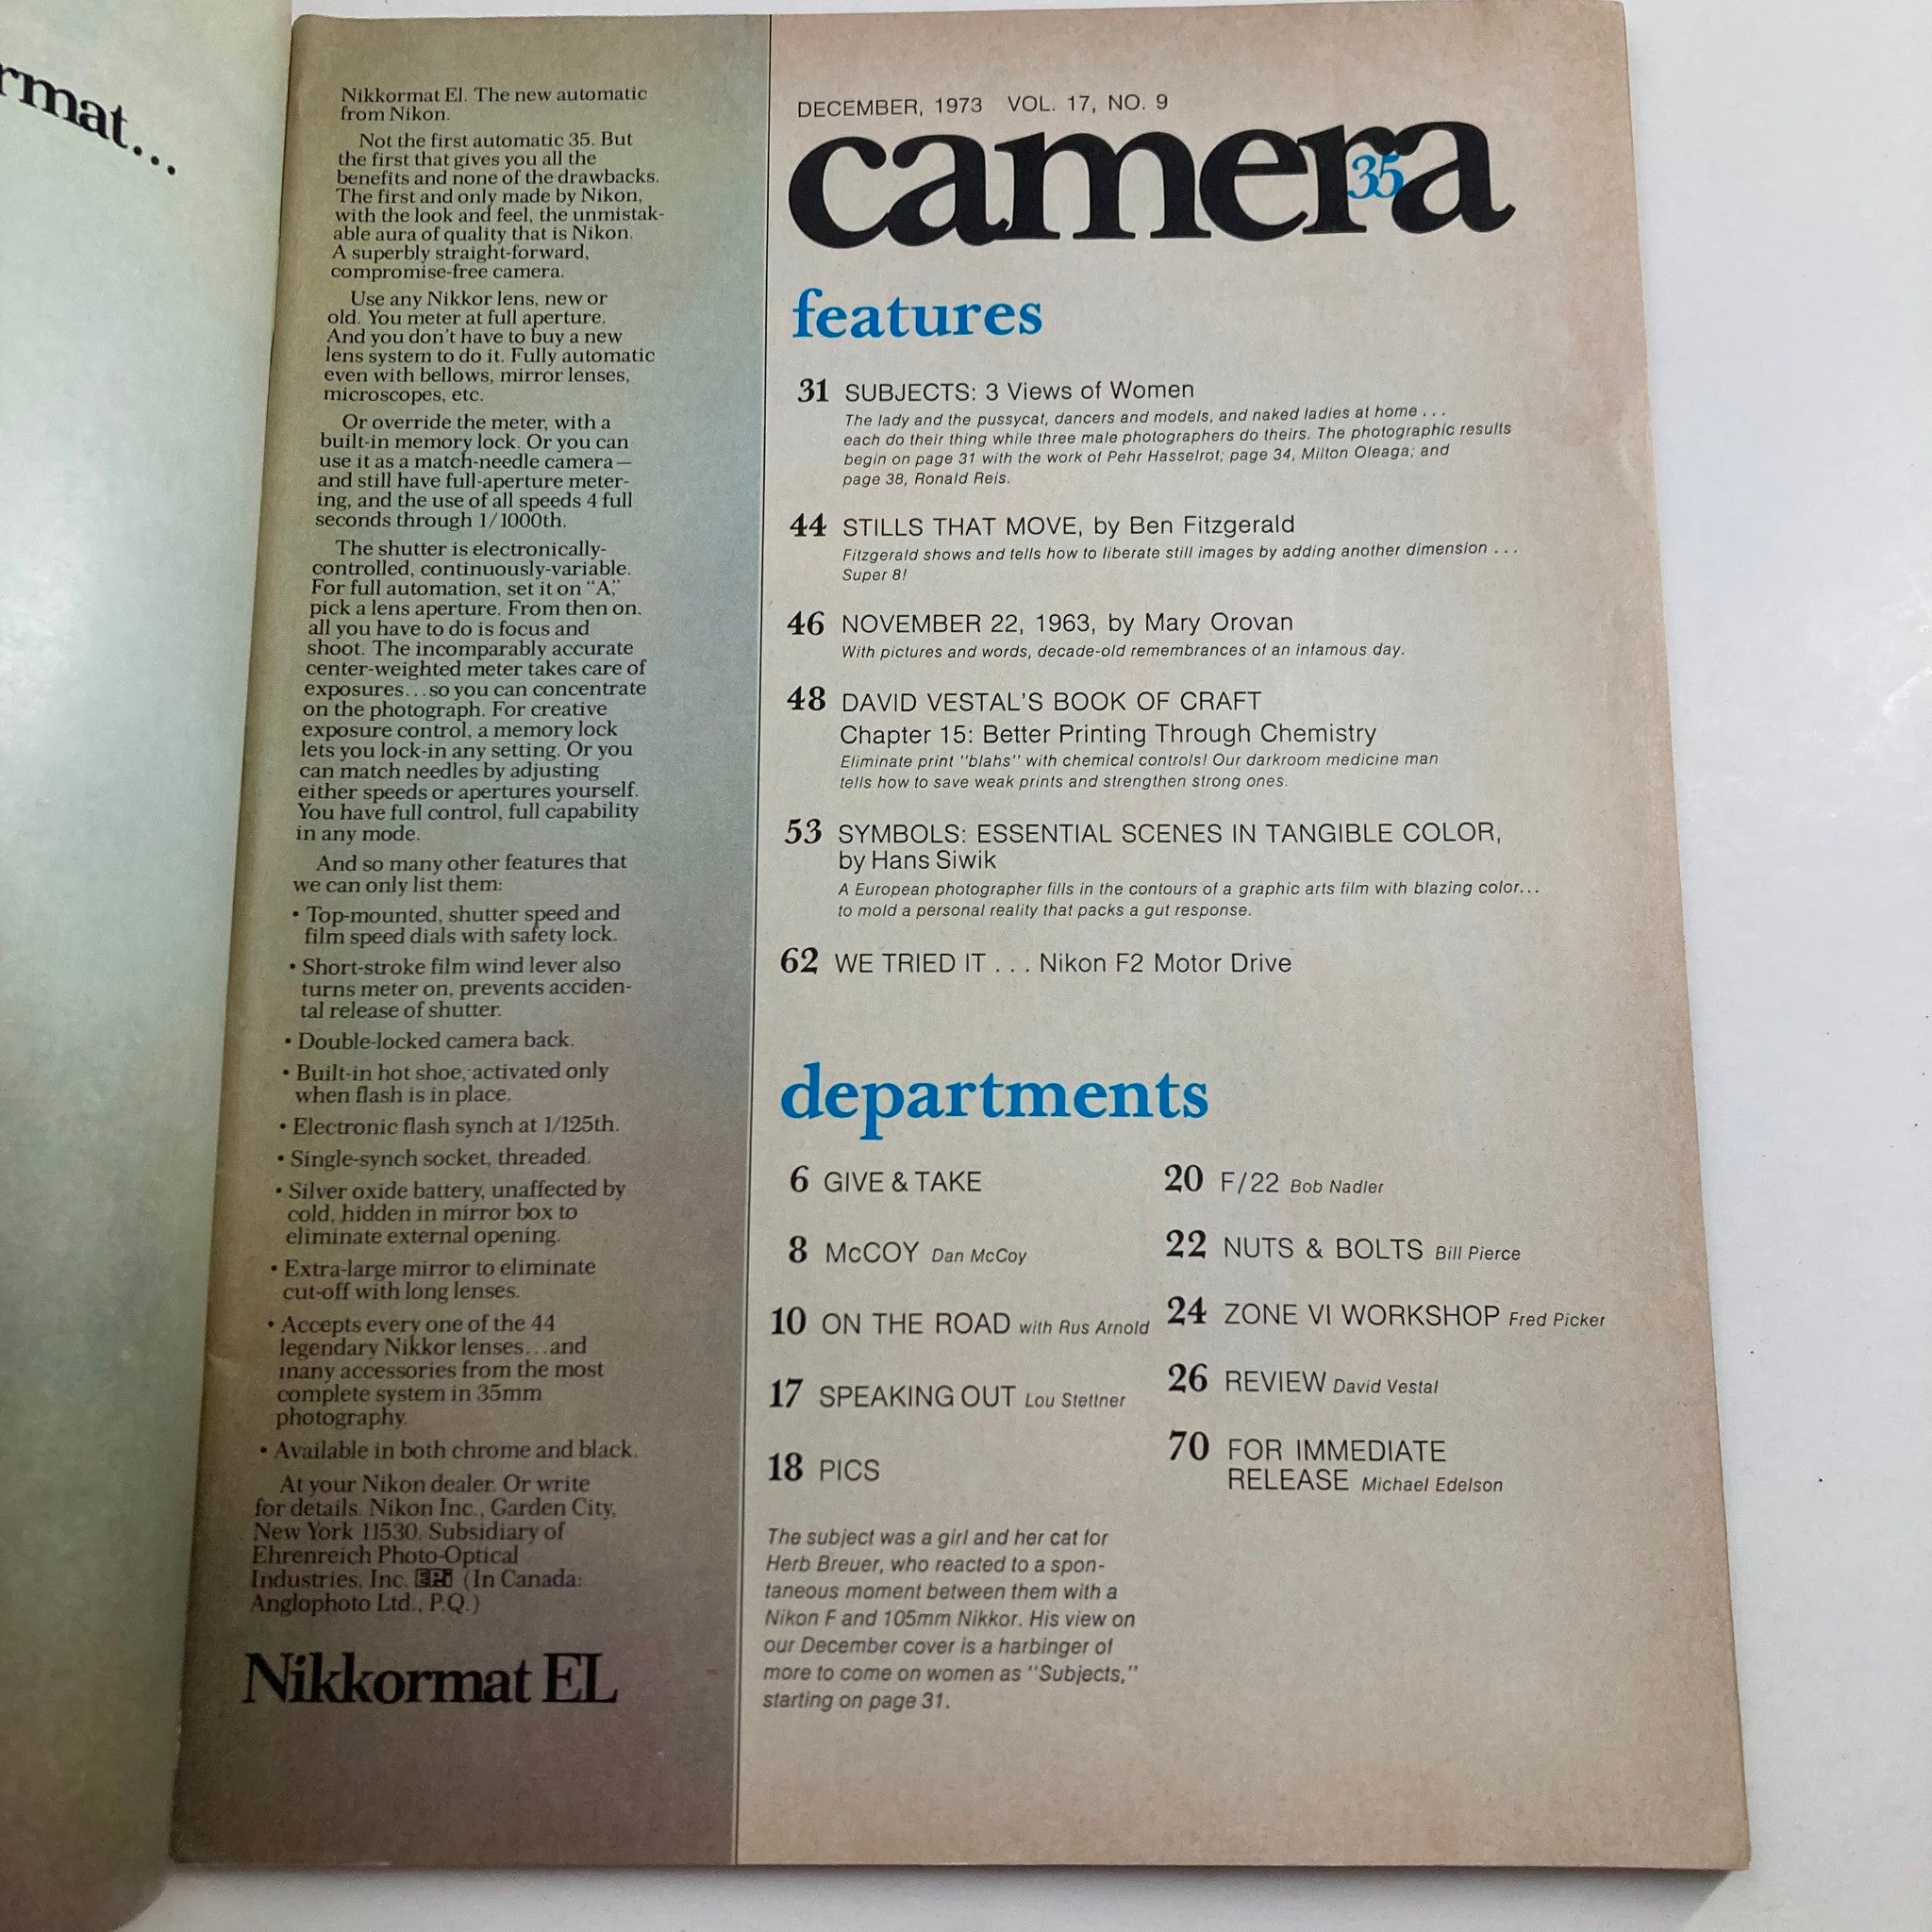 rmat...
Nikkormat El. The new automatic
from Nikon.
Not the first automatic 35. But
the first that gives you all the
benefits and none of the drawbacks.
The first and only made by Nikon,
with the look and feel, the unmistak-
able aura of quality that is Nikon.
A superbly straight-forward,
compromise-free camera.
Use any Nikkor lens, new or
old. You meter at full aperture.
And you don't have to buy a new
lens system to do it. Fully automatic
even with bellows, mirror lenses,
microscopes, etc.
Or override the meter, with a
built-in memory lock. Or you can
use it as a match-needle camera—
and still have full-aperture meter-
ing, and the use of all speeds 4 full
seconds through 1/1000th.
The shutter is electronically-
controlled, continuously-variable.
For full automation, set it on "A,"
pick a lens aperture. From then on,
all you have to do is focus and
shoot. The incomparably accurate
center-weighted meter takes care of
exposures...so you can concentrate
on the photograph. For creative
exposure control, a memory lock
lets you lock-in any setting. Or you
can match needles by adjusting
either speeds or apertures yourself.
You have full control, full capability
in any mode.
And so many other features that
we can only list them:
• Top-mounted, shutter speed and
film speed dials with safety lock.
• Short-stroke film wind lever also
turns meter on, prevents acciden-
tal release of shutter.
• Double-locked camera back.
• Built-in hot shoe, activated only
when flash is in place.
• Electronic flash synch at 1/125th.
• Single-synch socket, threaded.
• Silver oxide battery, unaffected by
cold, hidden in mirror box to
eliminate external opening.
• Extra-large mirror to eliminate
cut-off with long lenses.
• Accepts every one of the 44
legendary Nikkor lenses...and
many accessories from the most
complete system in 35mm
photography.
• Available in both chrome and black.
At your Nikon dealer. Or write
for details. Nikon Inc., Garden City,
New York 11530. Subsidiary of
Ehrenreich Photo-Optical
Industries, Inc. EPOI (In Canada:
Anglophoto Ltd., P.Q.)
Nikkormat EL
DECEMBER, 1973 VOL. 17, NO. 9
camera 35
features
31 SUBJECTS: 3 Views of Women
The lady and the pussycat, dancers and models, and naked ladies at home . . .
each do their thing while three male photographers do theirs. The photographic results
begin on page 31 with the work of Pehr Hasselrot; page 34, Milton Oleaga; and
page 38, Ronald Reis.
44 STILLS THAT MOVE, by Ben Fitzgerald
Fitzgerald shows and tells how to liberate still images by adding another dimension . . .
Super 8!
46 NOVEMBER 22, 1963, by Mary Orovan
With pictures and words, decade-old remembrances of an infamous day.
48 DAVID VESTAL'S BOOK OF CRAFT
Chapter 15: Better Printing Through Chemistry
Eliminate print "blahs" with chemical controls! Our darkroom medicine man
tells how to save weak prints and strengthen strong ones.
53 SYMBOLS: ESSENTIAL SCENES IN TANGIBLE COLOR,
by Hans Siwik
A European photographer fills in the contours of a graphic arts film with blazing color...
to mold a personal reality that packs a gut response.
62 WE TRIED IT . . . Nikon F2 Motor Drive
departments
6 GIVE & TAKE
8 McCOY Dan McCoy
10 ON THE ROAD with Rus Arnold
17 SPEAKING OUT Lou Stettner
18 PICS
20 F/22 Bob Nadler
22 NUTS & BOLTS Bill Pierce
24 ZONE VI WORKSHOP Fred Picker
26 REVIEW David Vestal
70 FOR IMMEDIATE
RELEASE Michael Edelson
The subject was a girl and her cat for
Herb Breuer, who reacted to a spon-
taneous moment between them with a
Nikon F and 105mm Nikkor. His view on
our December cover is a harbinger of
more to come on women as "Subjects,"
starting on page 31.